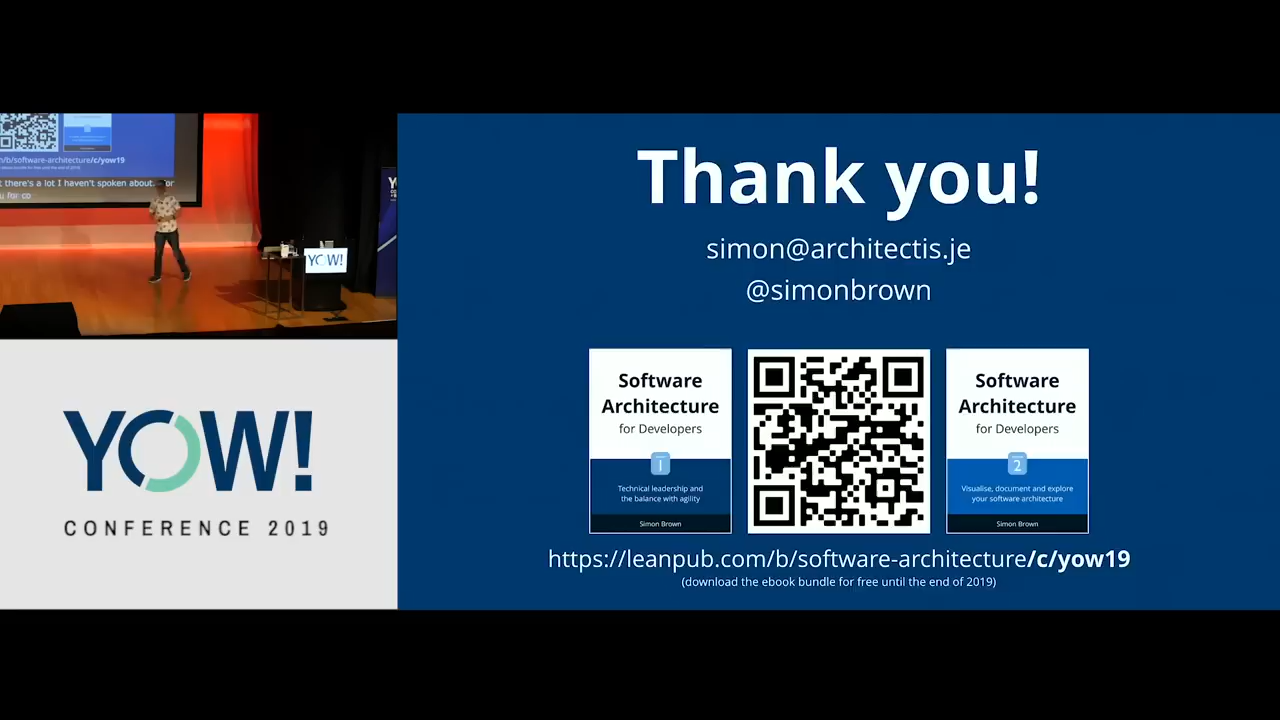 /b/software-architecture/c/yow19
there's a lot I haven't spoken about.
u for co
YOW!
YOW!
CONFERENCE 2019
Thank you!
simon@architectis.je
@simonbrown
Software
Architecture
for Developers
1
Technical leadership and
the balance with agility
Simon Brown
Software
Architecture
for Developers
2
Visualise, document and explore
your software architecture
Simon Brown
https://leanpub.com/b/software-architecture/c/yow19
(download the ebook bundle for free until the end of 2019)